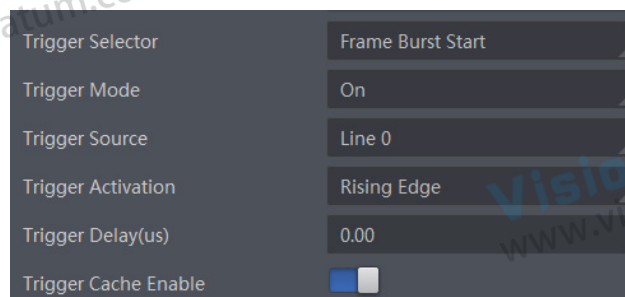 Trigger Selector Frame Burst Start
Trigger Mode On
Trigger Source Line 0
Trigger Activation Rising Edge
Trigger Delay(us) 0.00
Trigger Cache Enable